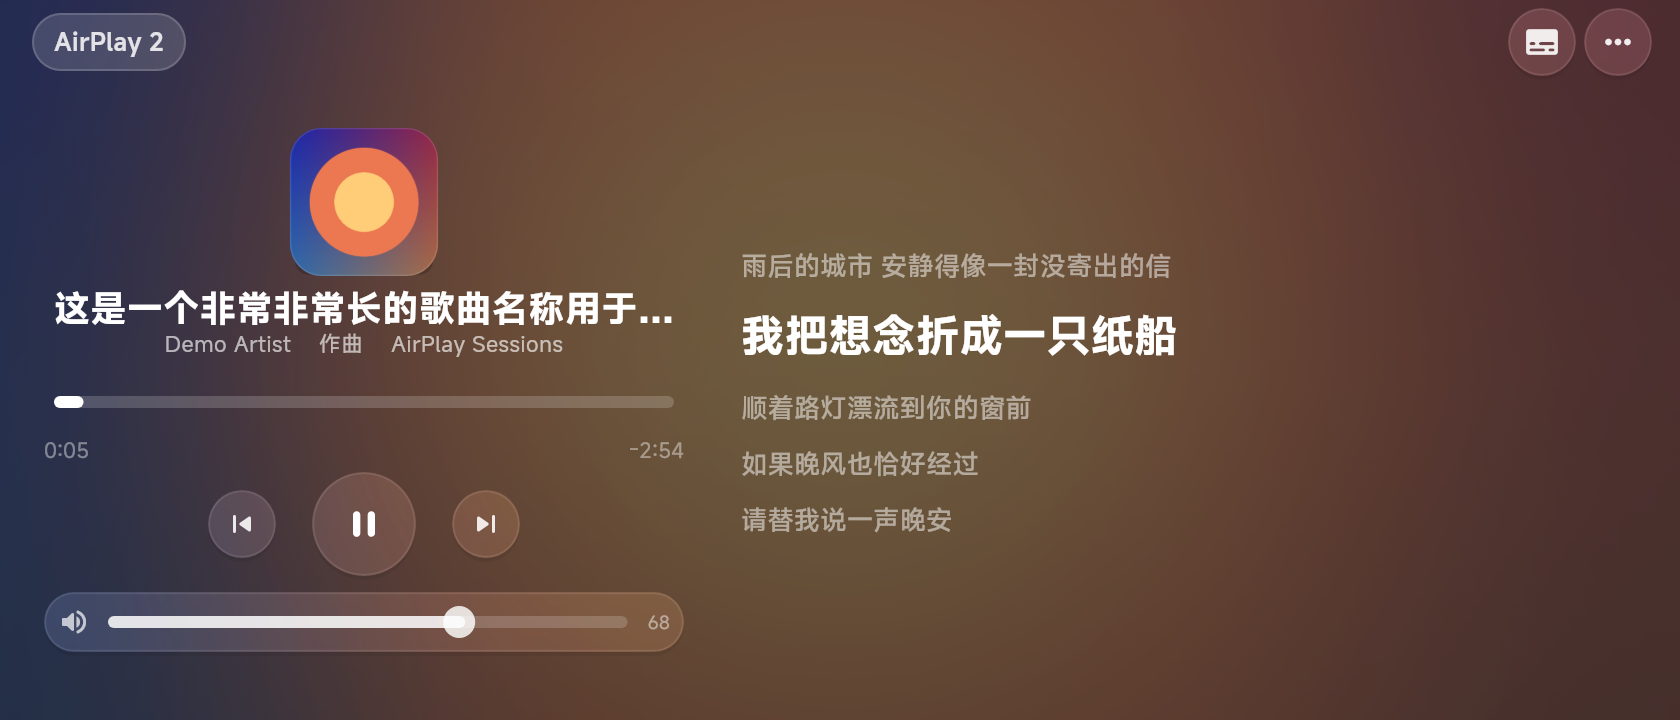 AirPlay 2
这是一个非常非常长的歌曲名称用于...
Demo Artist 作曲 AirPlay Sessions
0:05 -2:54
68
雨后的城市 安静得像一封没寄出的信
我把想念折成一只纸船
顺着路灯漂流到你的窗前
如果晚风也恰好经过
请替我说一声晚安